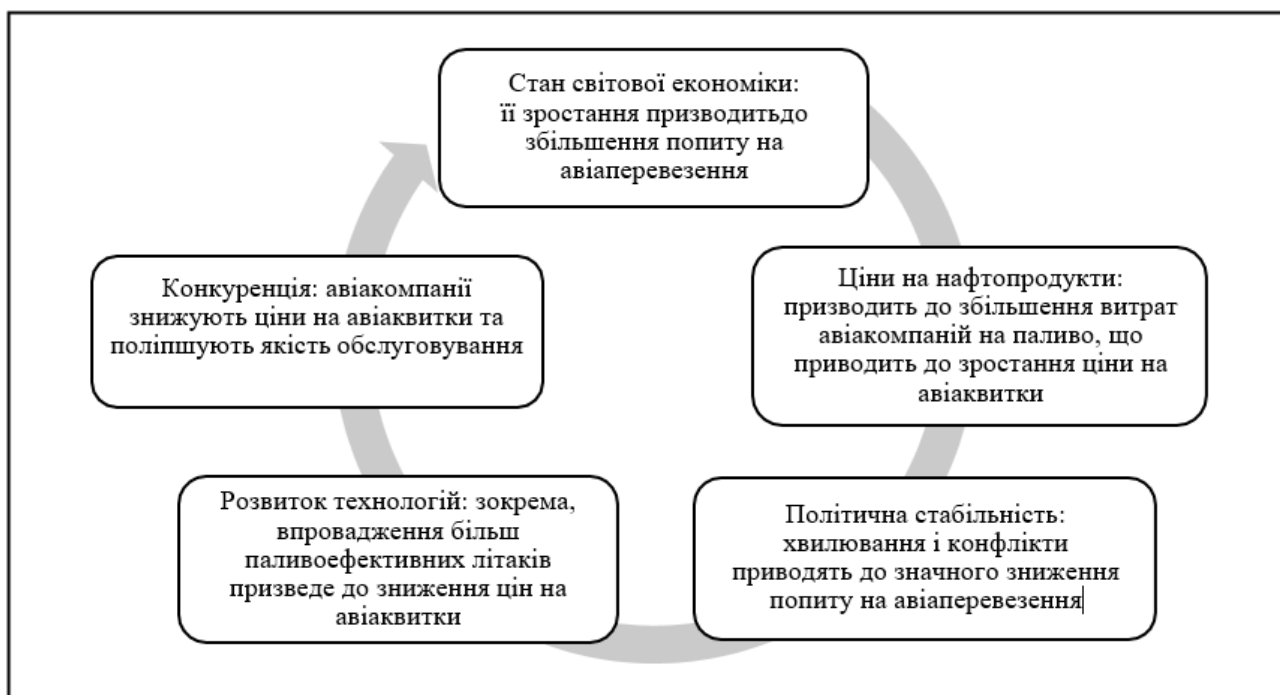 Стан світової економіки:
її зростання призводитьдо
збільшення попиту на
авіаперевезення
Ціни на нафтопродукти:
призводить до збільшення витрат
авіакомпаній на паливо, що
приводить до зростання ціни на
авіаквитки
Політична стабільність:
хвилювання і конфлікти
приводять до значного зниження
попиту на авіаперевезення
Розвиток технологій: зокрема,
впровадження більш
паливоефективних літаків
призведе до зниження цін на
авіаквитки
Конкуренція: авіакомпанії
знижують ціни на авіаквитки та
поліпшують якість обслуговування